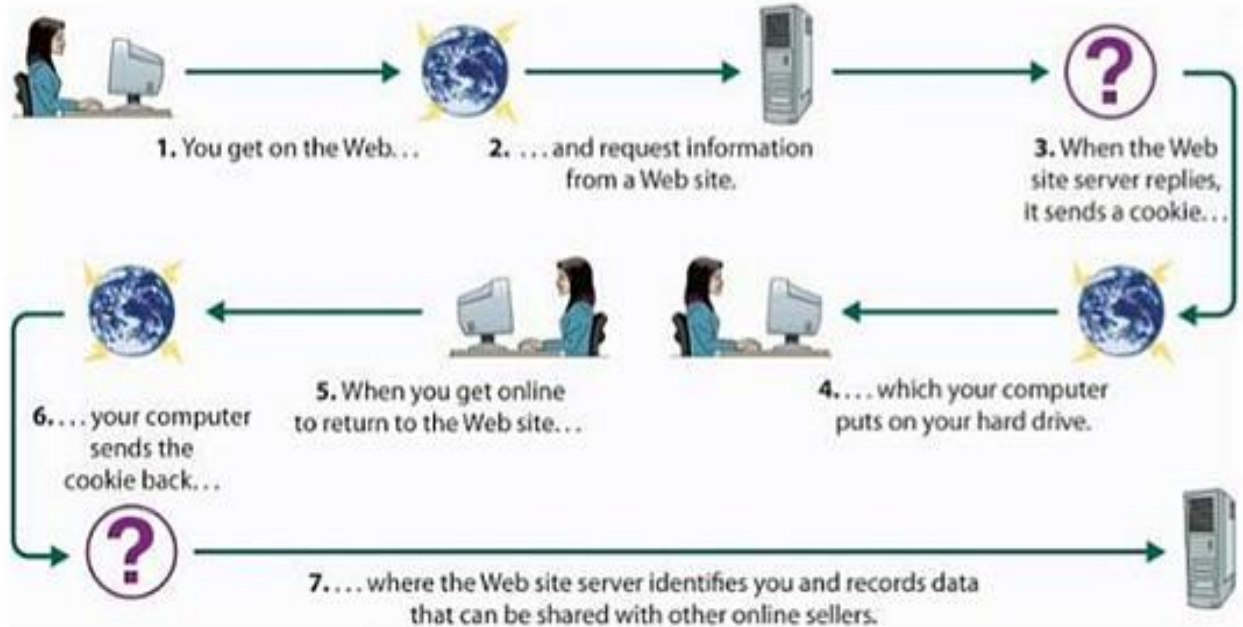 1. You get on the Web...
2. ...and request information
from a Web site.
3. When the Web
site server replies,
it sends a cookie...
4.... which your computer
puts on your hard drive.
5. When you get online
to return to the Web site...
6.... your computer
sends the
cookie back...
?
?
7.... where the Web site server identifies you and records data
that can be shared with other online sellers.